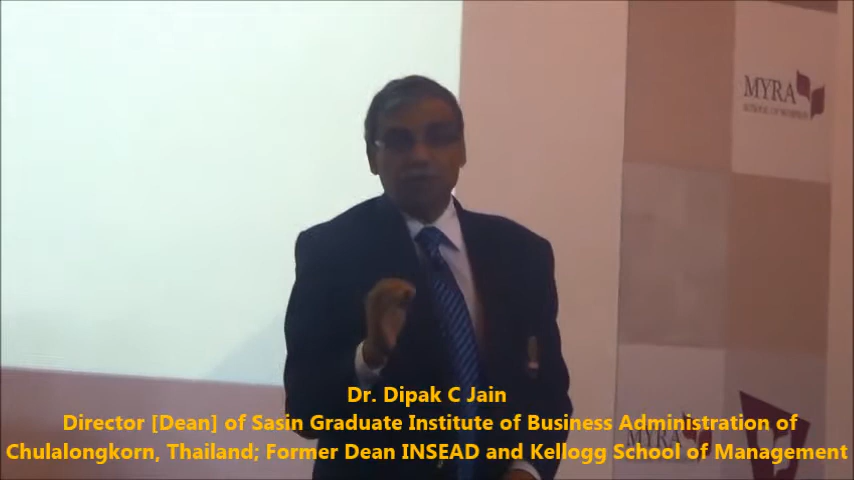 MYRA
SCHOOL OF BUSINESS
Dr. Dipak C Jain
Director [Dean] of Sasin Graduate Institute of Business Administration of
Chulalongkorn, Thailand; Former Dean INSEAD and Kellogg School of Management
MYRA